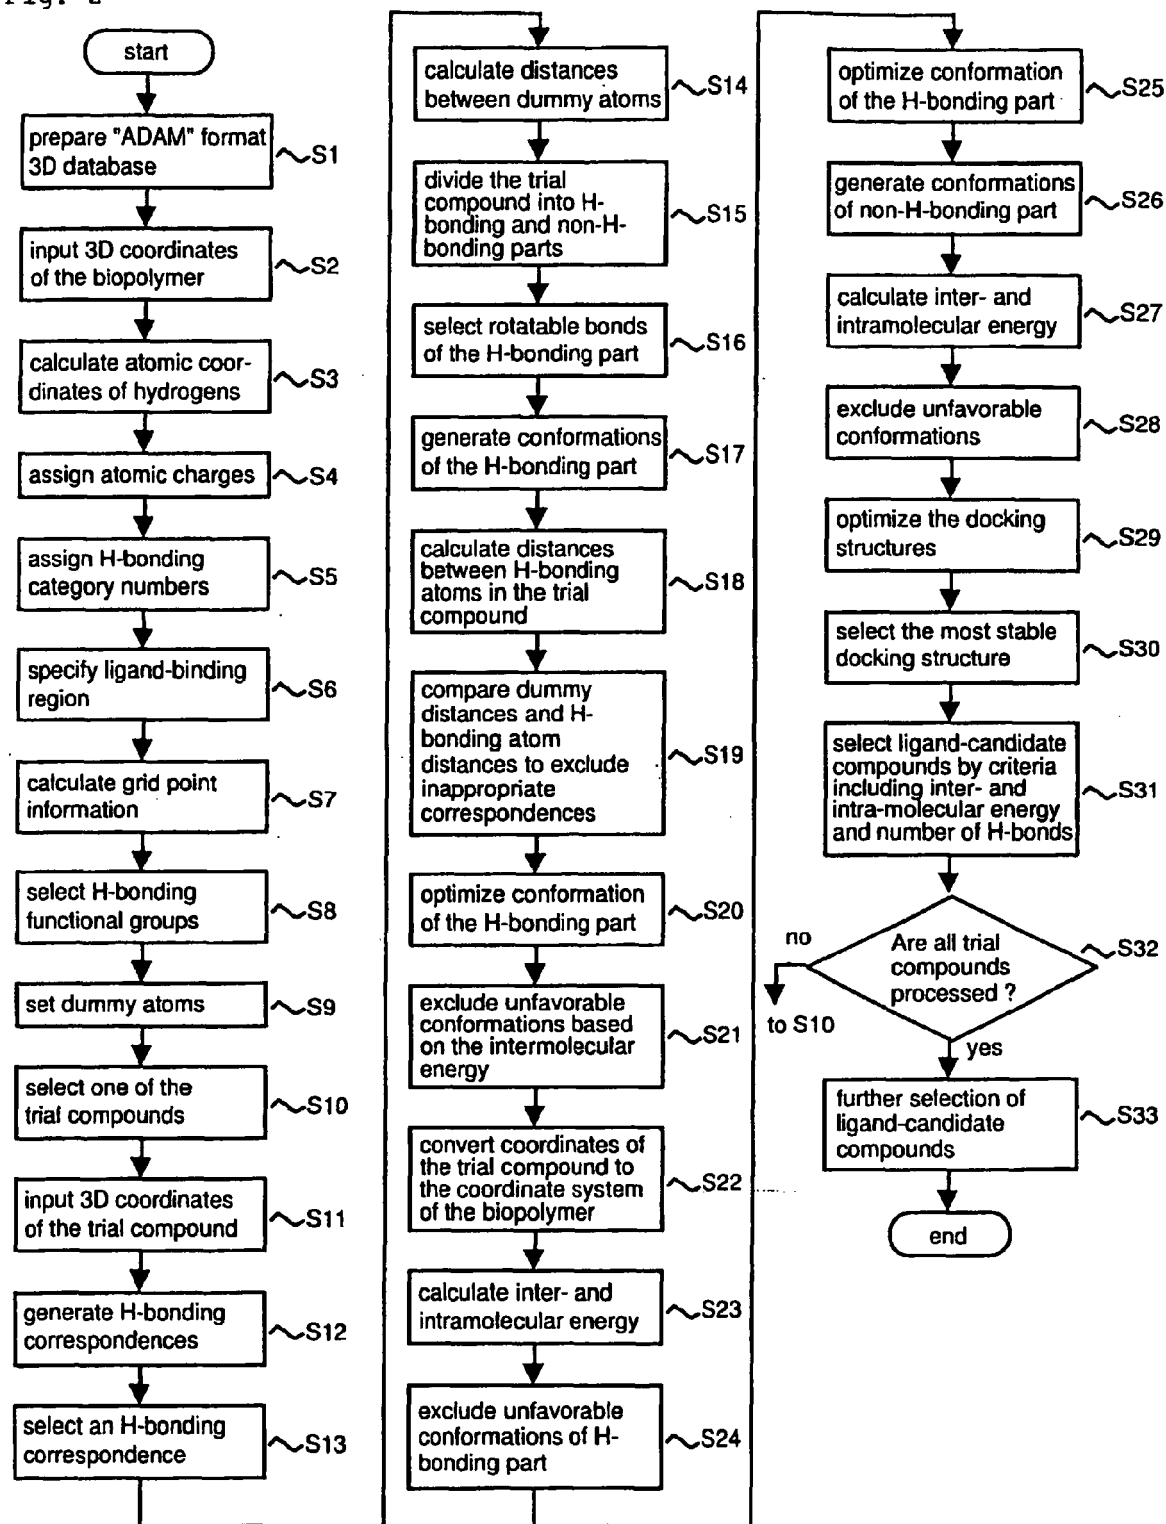 start
prepare "ADAM" format
3D database
S1
input 3D coordinates
of the biopolymer
S2
calculate atomic coor-
dinates of hydrogens
S3
assign atomic charges
S4
assign H-bonding
category numbers
S5
specify ligand-binding
region
S6
calculate grid point
information
S7
select H-bonding
functional groups
S8
set dummy atoms
S9
select one of the
trial compounds
S10
input 3D coordinates
of the trial compound
S11
generate H-bonding
correspondences
S12
select an H-bonding
correspondence
S13
calculate distances
between dummy atoms
S14
divide the trial
compound into H-
bonding and non-H-
bonding parts
S15
select rotatable bonds
of the H-bonding part
S16
generate conformations
of the H-bonding part
S17
calculate distances
between H-bonding
atoms in the trial
compound
S18
compare dummy
distances and H-
bonding atom
distances to exclude
inappropriate
correspondences
S19
optimize conformation
of the H-bonding part
S20
exclude unfavorable
conformations based
on the intermolecular
energy
S21
convert coordinates of
the trial compound to
the coordinate system
of the biopolymer
S22
calculate inter- and
intramolecular energy
S23
exclude unfavorable
conformations of H-
bonding part
S24
optimize conformation
of the H-bonding part
S25
generate conformations
of non-H-bonding part
S26
calculate inter- and
intramolecular energy
S27
exclude unfavorable
conformations
S28
optimize the docking
structures
S29
select the most stable
docking structure
S30
select ligand-candidate
compounds by criteria
including inter- and
intra-molecular energy
and number of H-bonds
S31
Are all trial
compounds
processed ?
S32
no
to S10
yes
further selection of
ligand-candidate
compounds
S33
end